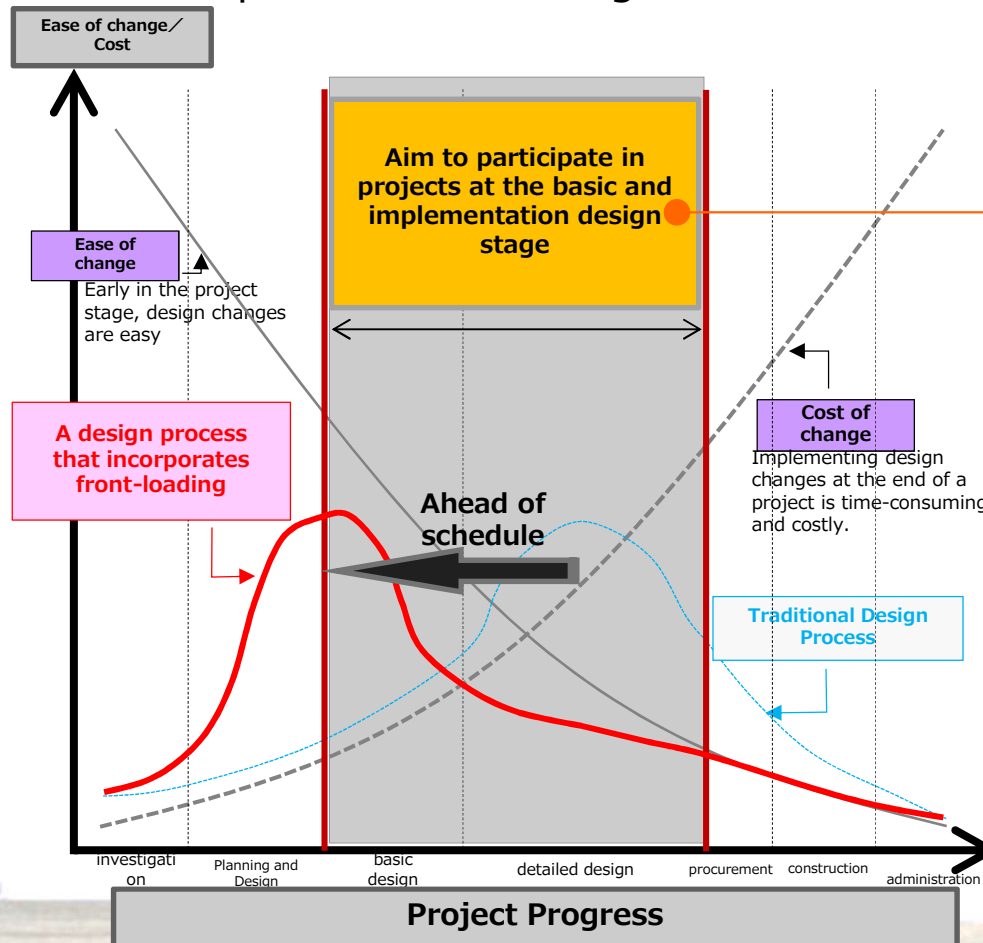 Ease of change／
Cost
Aim to participate in
projects at the basic and
implementation design
stage
Ease of
change
Early in the project
stage, design changes
are easy
A design process
that incorporates
front-loading
Ahead of
schedule
Cost of
change
Implementing design
changes at the end of a
project is time-consuming
and costly.
Traditional Design
Process
investigati
on
Planning and
Design
basic
design
detailed design
procurement
construction
administration
Project Progress